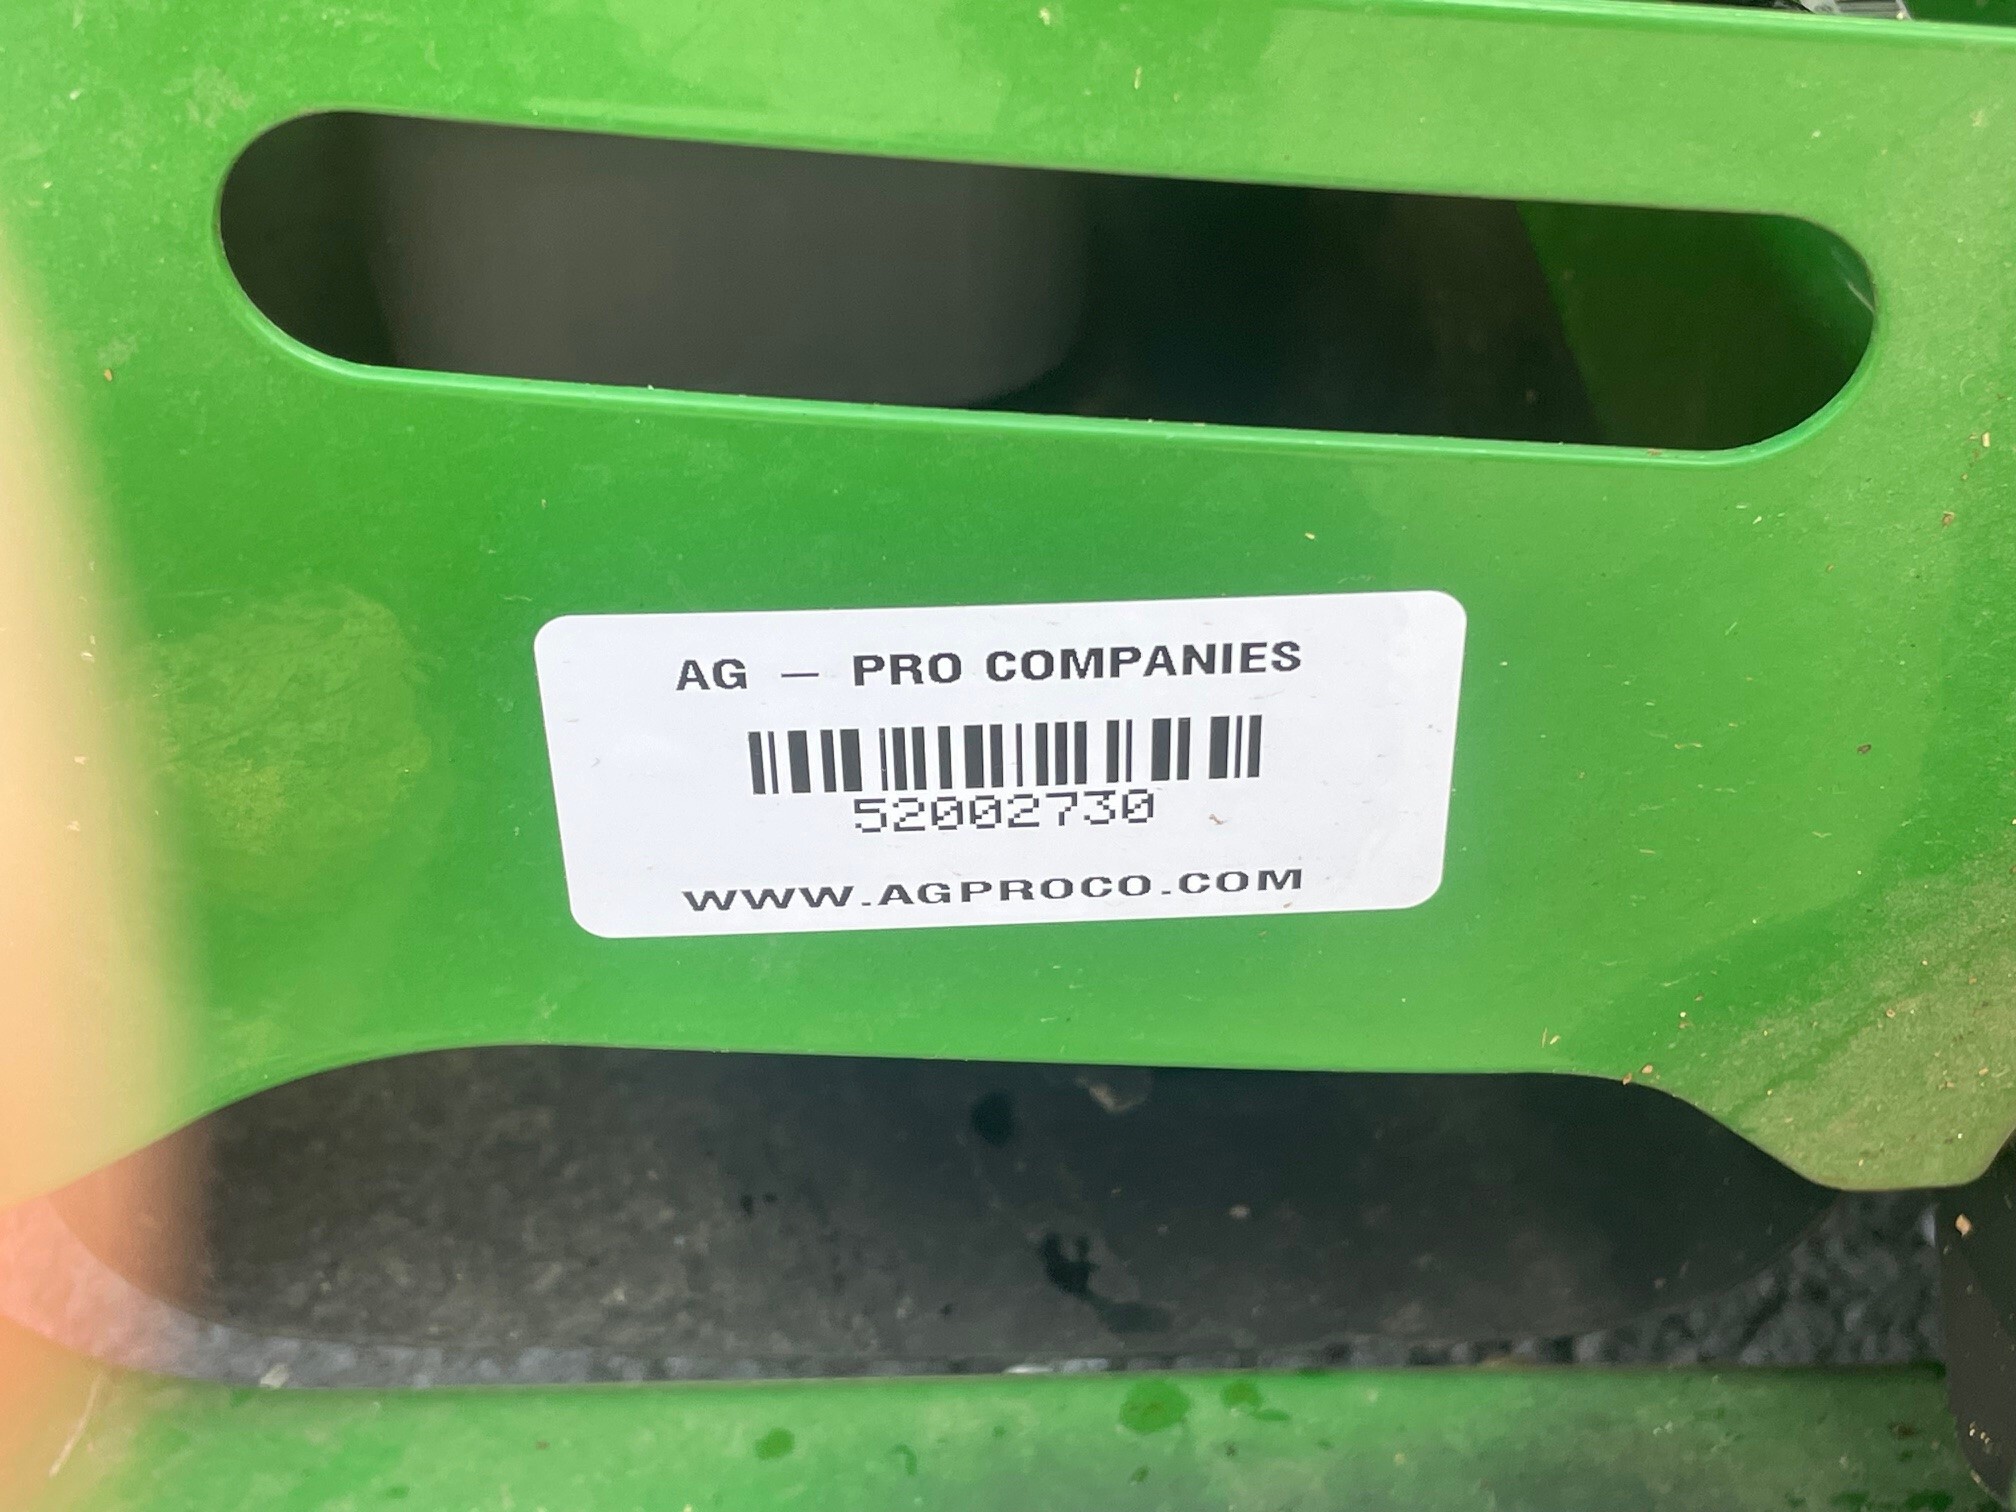 AG – PRO COMPANIES
52002730
WWW.AGPROCO.COM